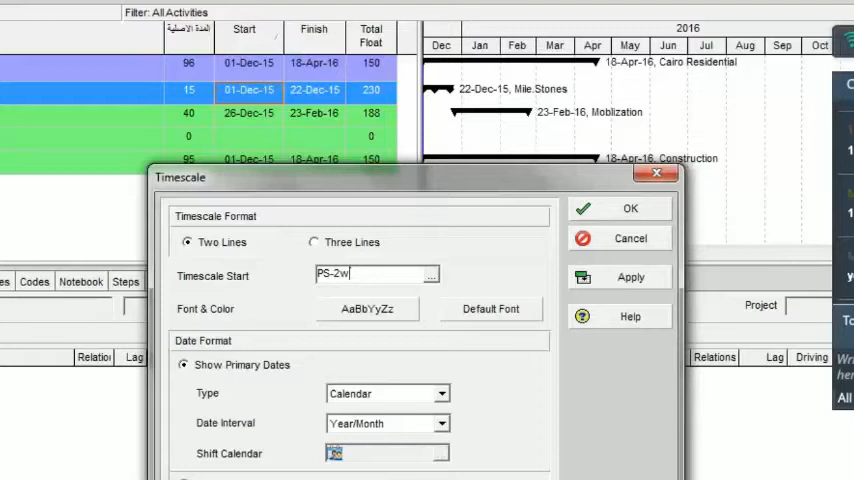 Filter: All Activities
المدة الاصلية Start Finish Total Float
2016
Dec Jan Feb Mar Apr May Jun Jul Aug Sep Oct
96 01-Dec-15 18-Apr-16 150 18-Apr-16, Cairo Residential
15 01-Dec-15 22-Dec-15 230 22-Dec-15, Mile.Stones
40 26-Dec-15 23-Feb-16 188 23-Feb-16, Moblization
0 0
95 01-Dec-15 18-Apr-16 150 18-Apr-16, Construction
Timescale
Timescale Format
Two Lines Three Lines
Timescale Start PS-2w ...
Font & Color AaBbYyZz Default Font
Date Format
Show Primary Dates
Type Calendar
Date Interval Year/Month
Shift Calendar
OK
Cancel
Apply
Help
Codes Notebook Steps
Project
Lag
Relations Lag Driving
All